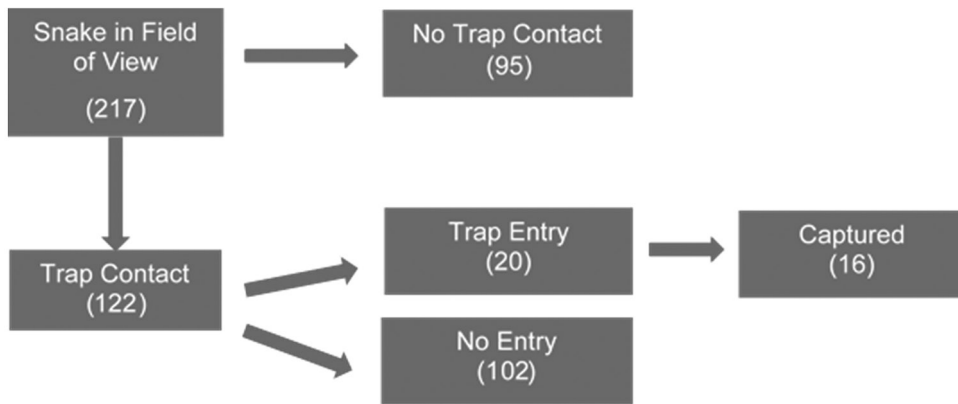 Snake in Field
of View
(217)
No Trap Contact
(95)
Trap Contact
(122)
Trap Entry
(20)
Captured
(16)
No Entry
(102)